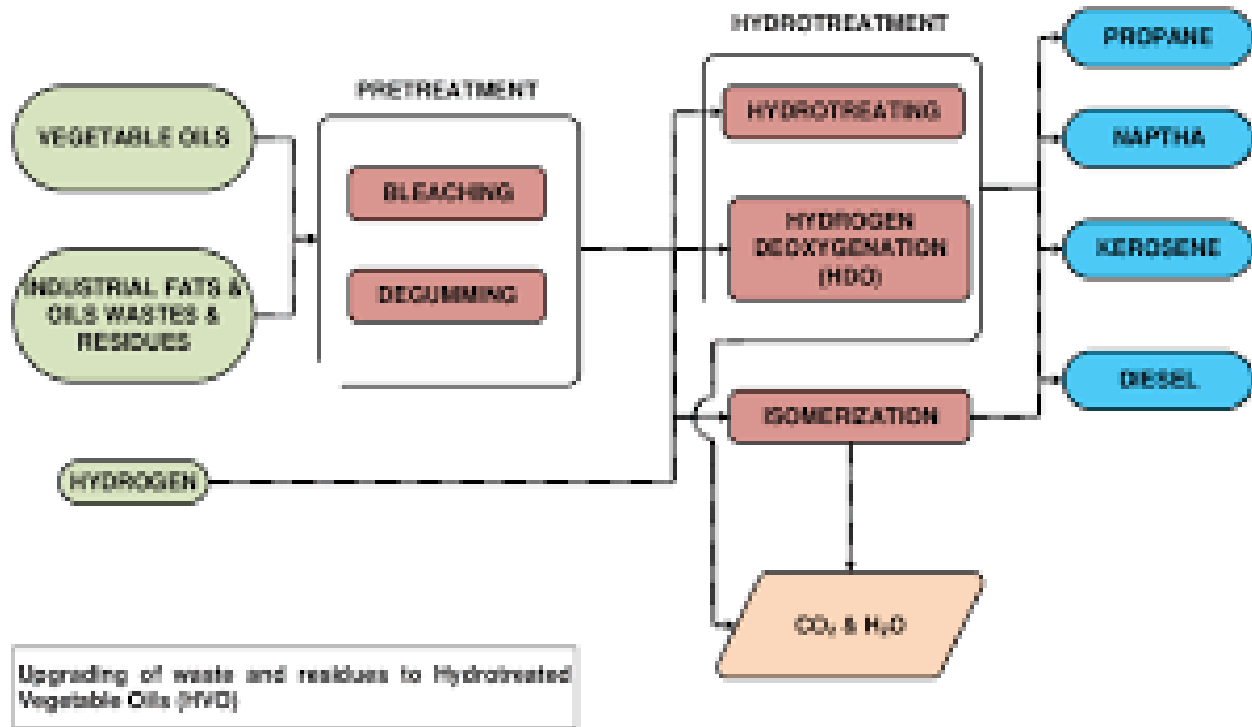 HYDROTREATMENT
PROPANE
PRETREATMENT
VEGETABLE OILS
HYDROTREATING
NAPTHA
BLEACHING
HYDROGEN
DEOXYGENATION
(HDO)
KEROSENE
INDUSTRIAL FATS &
OILS WASTES &
RESIDUES
DEGUMMING
DIESEL
ISOMERIZATION
HYDROGEN
CO₂ & H₂O
Upgrading of waste and residues to Hydrotreated
Vegetable Oils (HVO)